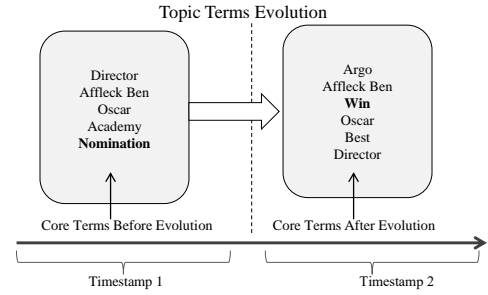 Topic Terms Evolution
Director
Affleck Ben
Oscar
Academy
Nomination
Core Terms Before Evolution
Timestamp 1
Argo
Affleck Ben
Win
Oscar
Best
Director
Core Terms After Evolution
Timestamp 2